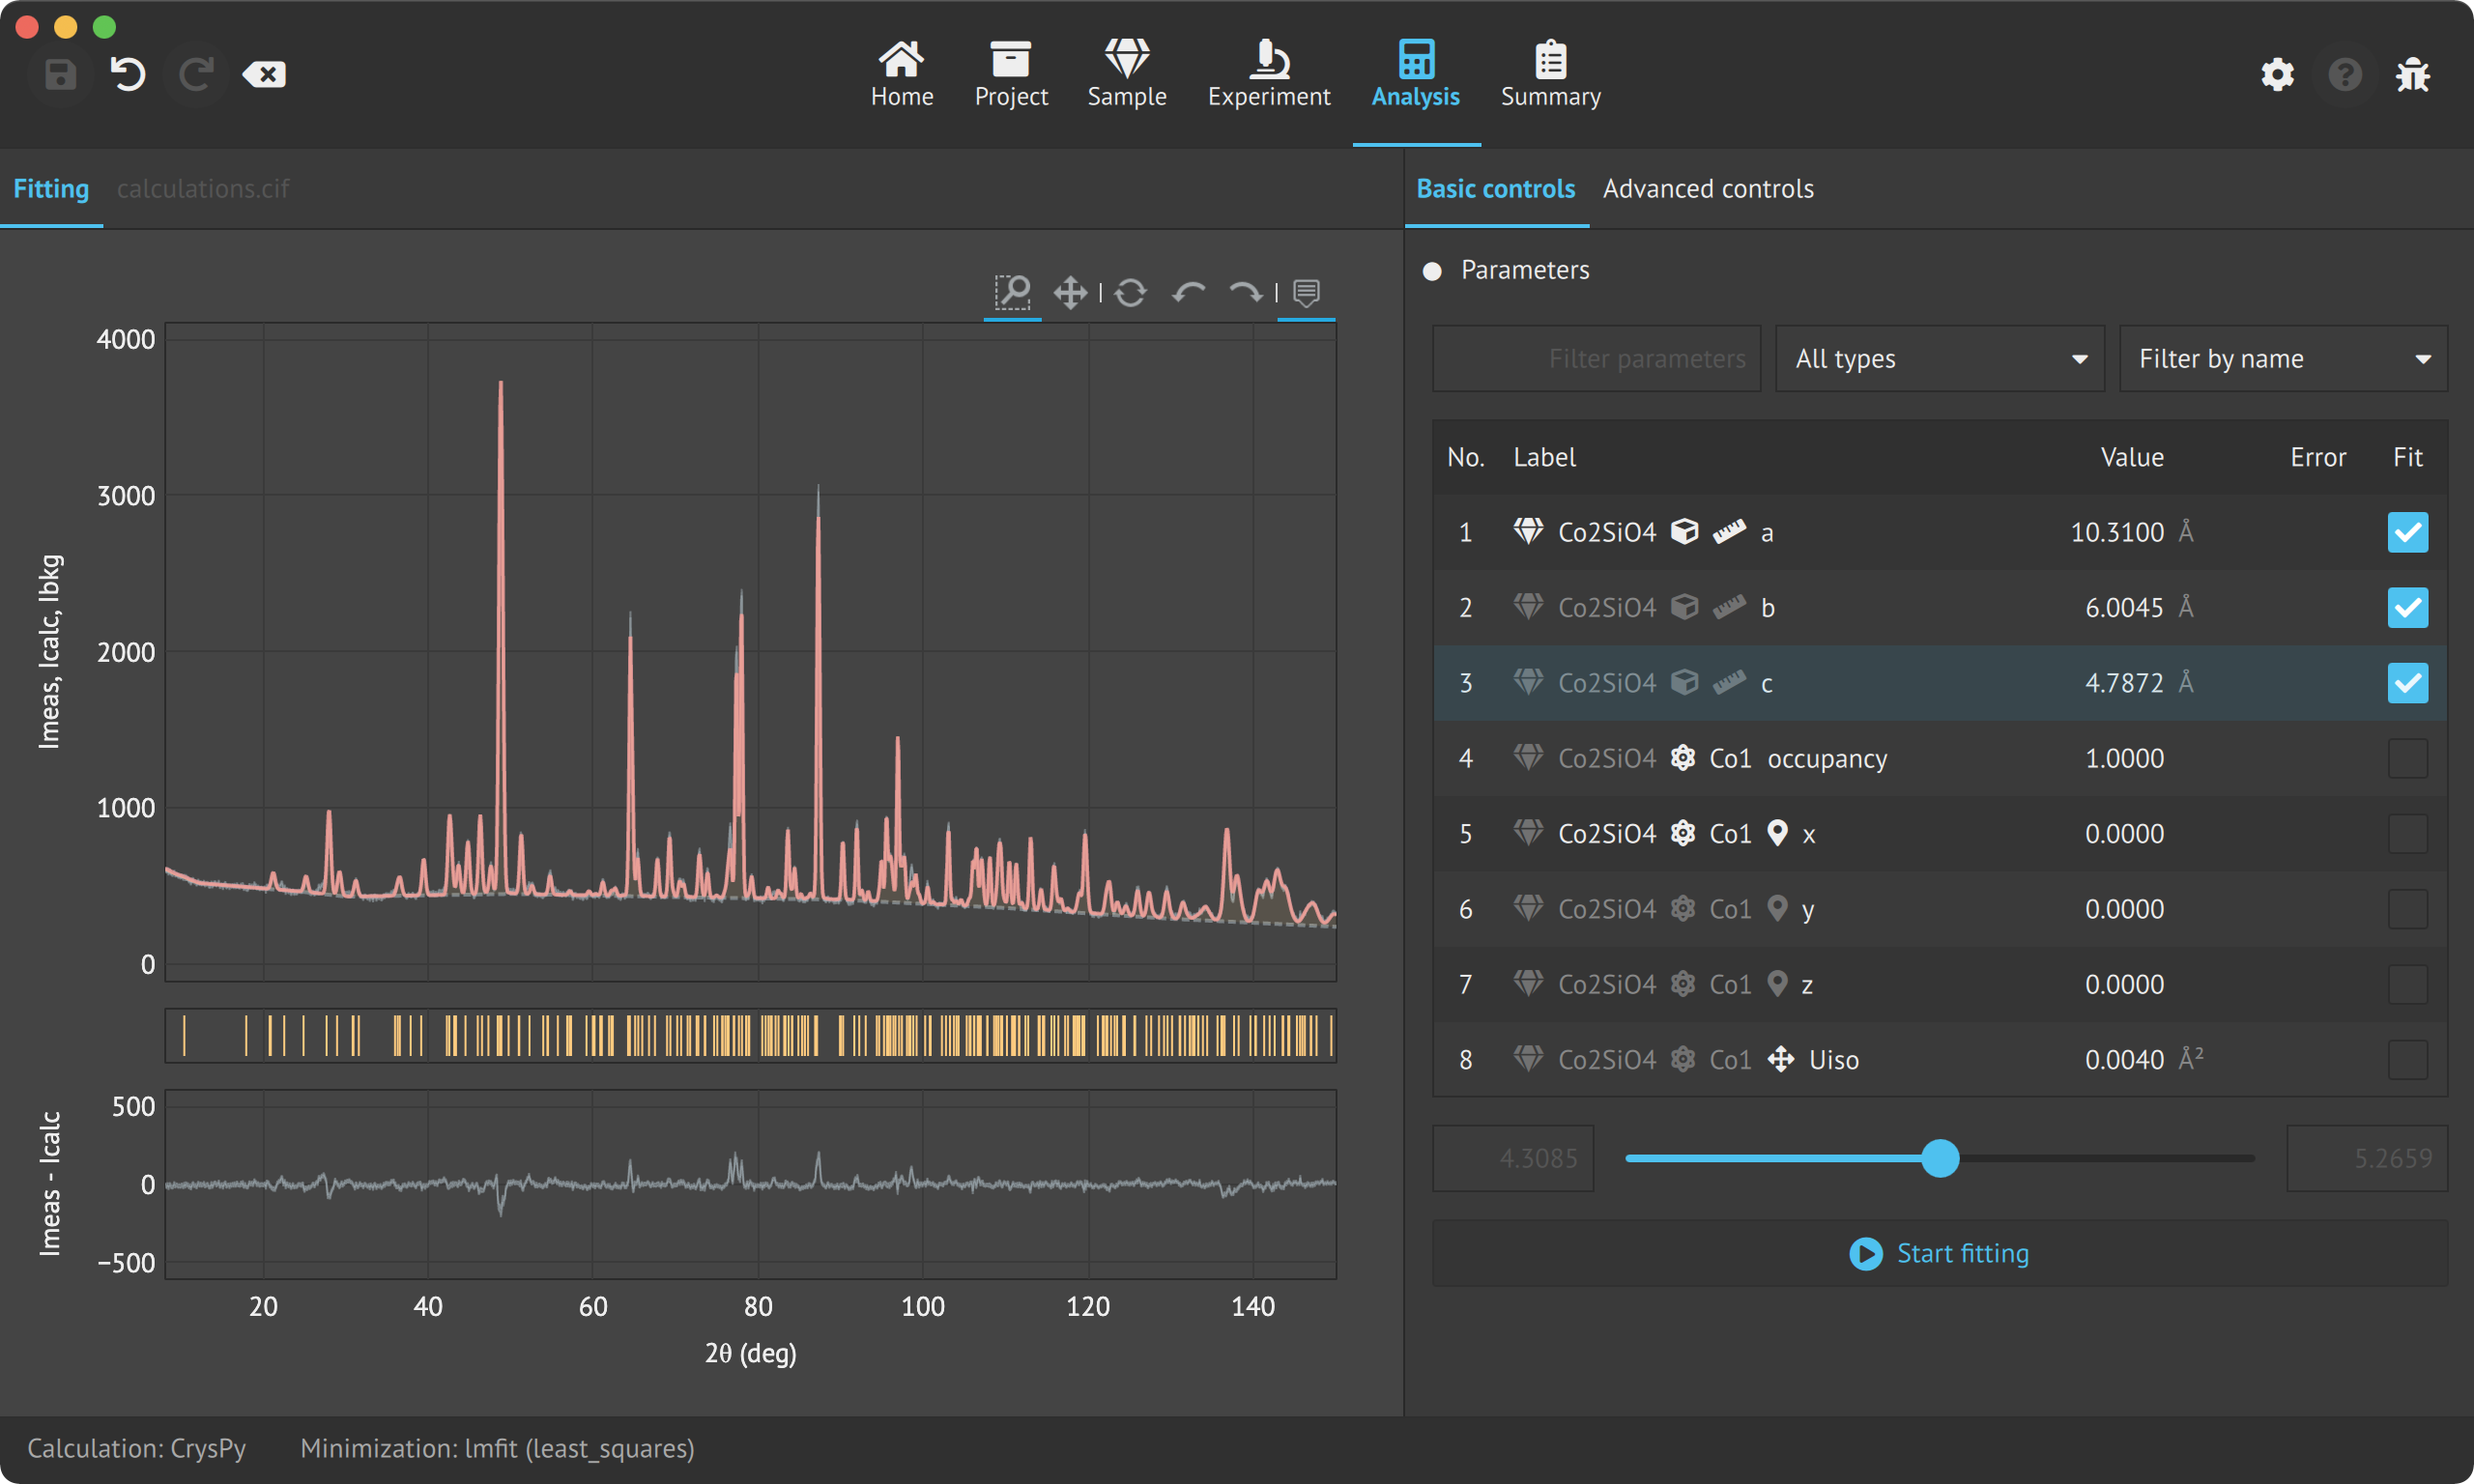 Home Project Sample Experiment Analysis Summary
Fitting calculations.cif
Basic controls Advanced controls
Parameters
Filter parameters All types Filter by name
No. Label Value Error Fit
1 Co2SiO4 a 10.3100 Å
2 Co2SiO4 b 6.0045 Å
3 Co2SiO4 c 4.7872 Å
4 Co2SiO4 Co1 occupancy 1.0000
5 Co2SiO4 Co1 x 0.0000
6 Co2SiO4 Co1 y 0.0000
7 Co2SiO4 Co1 z 0.0000
8 Co2SiO4 Co1 Uiso 0.0040 Å²
4.3085 5.2659
Start fitting
Imeas, Icalc, Ibkg
4000
3000
2000
1000
0
Imeas - Icalc
500
0
−500
20 40 60 80 100 120 140
2θ (deg)
Calculation: CrysPy Minimization: lmfit (least_squares)